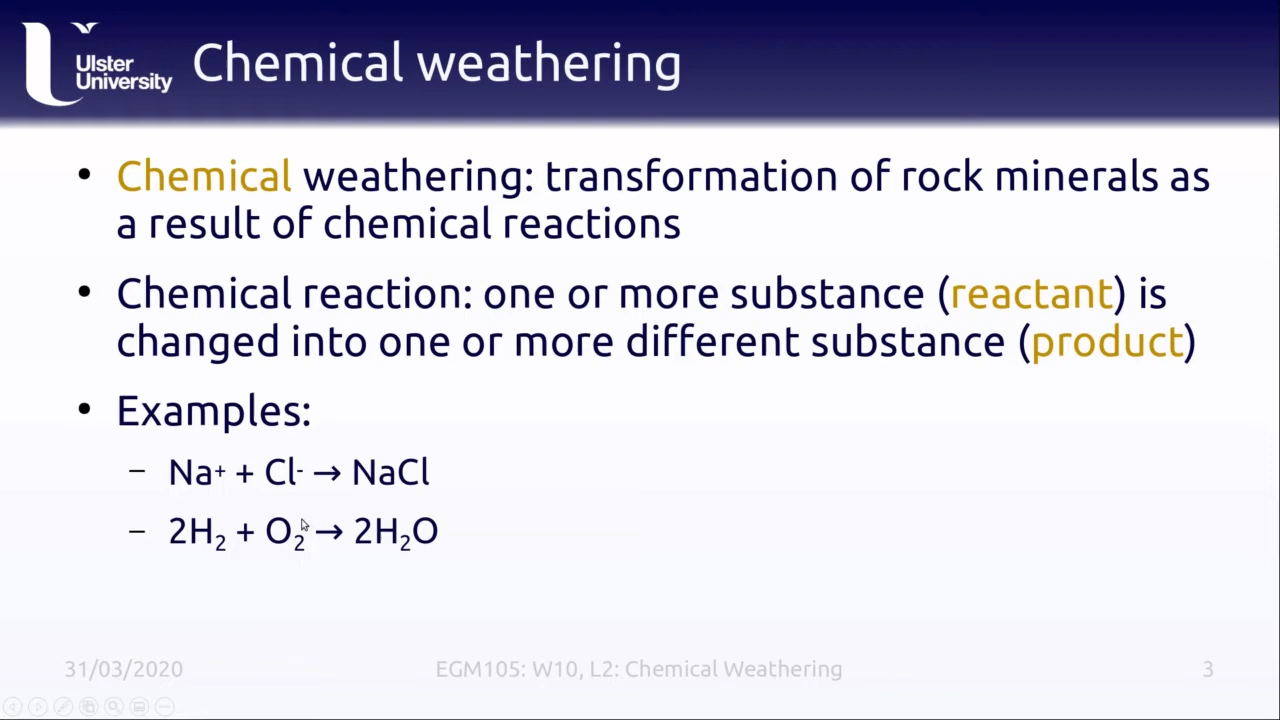 Ulster
University
Chemical weathering
• Chemical weathering: transformation of rock minerals as
a result of chemical reactions
• Chemical reaction: one or more substance (reactant) is
changed into one or more different substance (product)
• Examples:
– Na⁺ + Cl⁻ → NaCl
– 2H₂ + O₂ → 2H₂O
31/03/2020
EGM105: W10, L2: Chemical Weathering
3